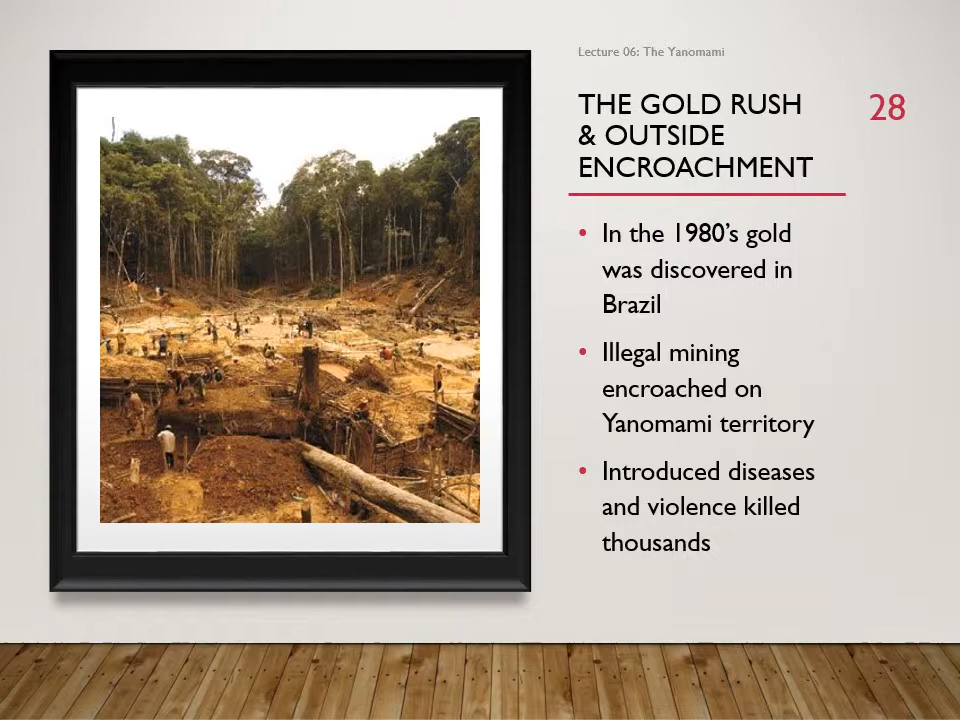 Lecture 06: The Yanomami
THE GOLD RUSH
& OUTSIDE
ENCROACHMENT
28
• In the 1980’s gold
was discovered in
Brazil
• Illegal mining
encroached on
Yanomami territory
• Introduced diseases
and violence killed
thousands